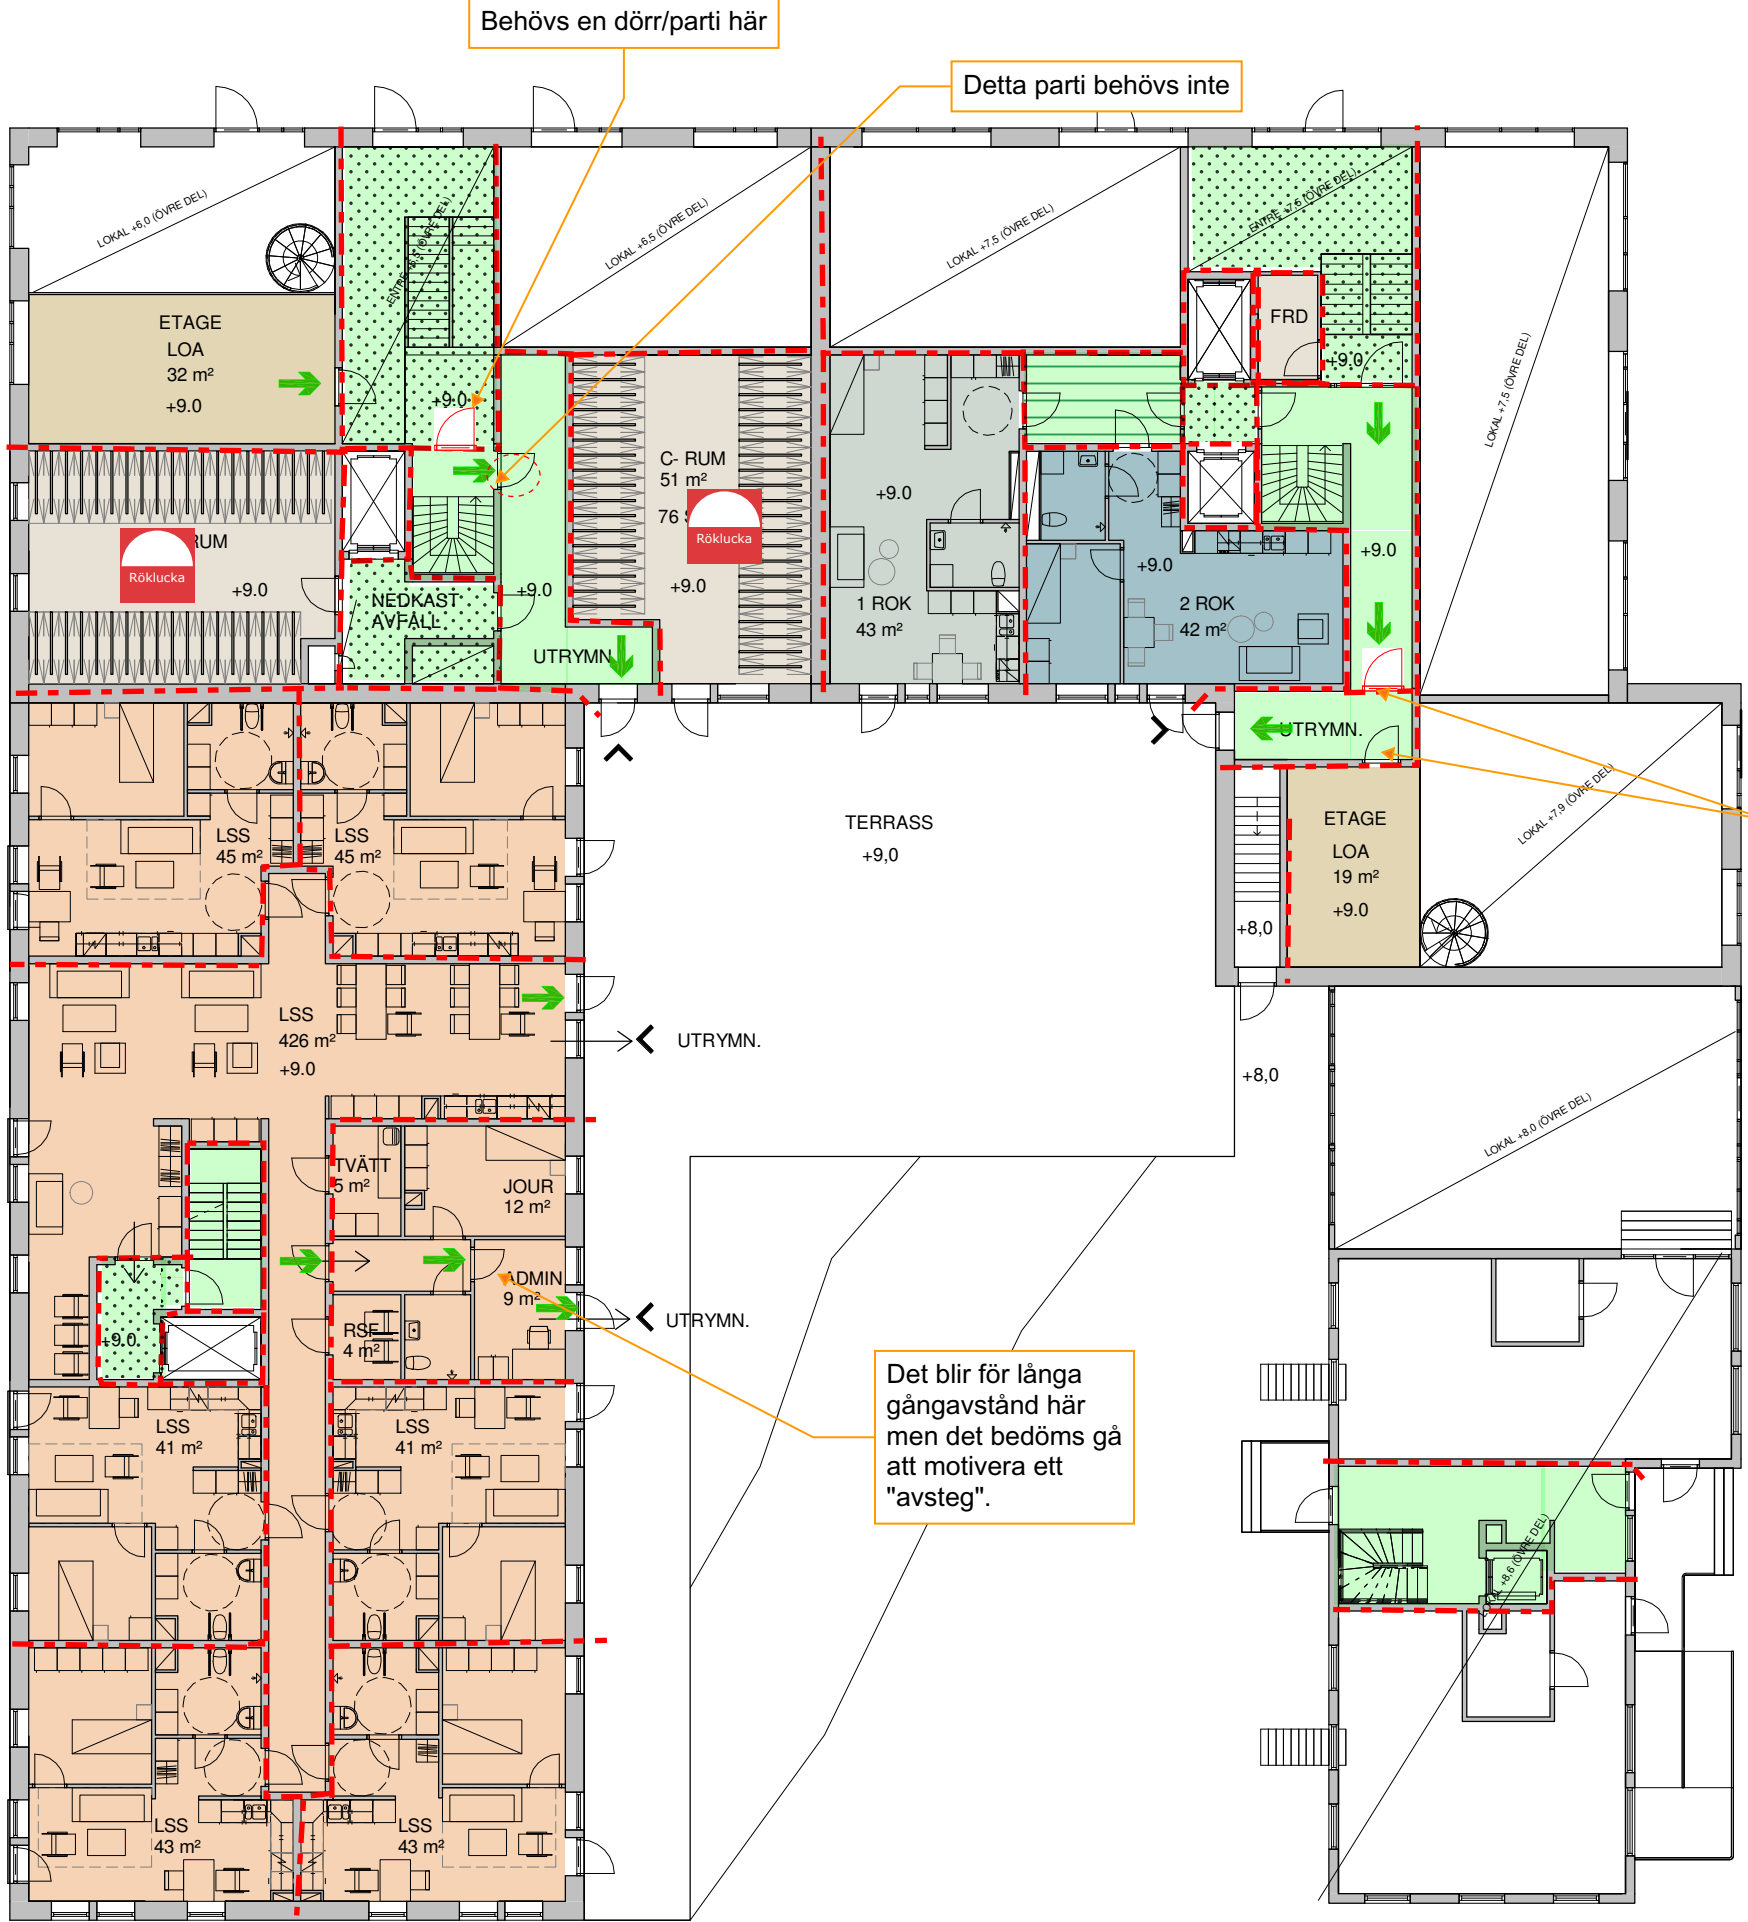 Behövs en dörr/parti här
Detta parti behövs inte
LOKAL +6,0 (ÖVRE DEL)
LOKAL +6,5 (ÖVRE DEL)
LOKAL +7,5 (ÖVRE DEL)
ENTRE +7,5 (ÖVRE DEL)
LOKAL +7,5 (ÖVRE DEL)
ETAGE
LOA
32 m²
+9.0
+9.0
FRD
+9.0
C- RUM
51 m²
76
Röklucka
+9.0
RUM
Röklucka
+9.0
NEDKAST
AVFALL
+9.0
UTRYMN
+9.0
1 ROK
43 m²
+9.0
2 ROK
42 m²
+9.0
UTRYMN.
LSS
45 m²
LSS
45 m²
TERRASS
+9,0
ETAGE
LOA
19 m²
+9.0
LOKAL +7,9 (ÖVRE DEL)
+8,0
LSS
426 m²
+9.0
UTRYMN.
+8,0
LOKAL +8.0 (ÖVRE DEL)
TVÄTT
5 m²
JOUR
12 m²
ADMIN
9 m²
UTRYMN.
RSF
4 m²
+9.0
Det blir för långa
gångavstånd här
men det bedöms gå
att motivera ett
"avsteg".
LSS
41 m²
LSS
41 m²
LOKAL +8,6 (ÖVRE DEL)
LSS
43 m²
LSS
43 m²